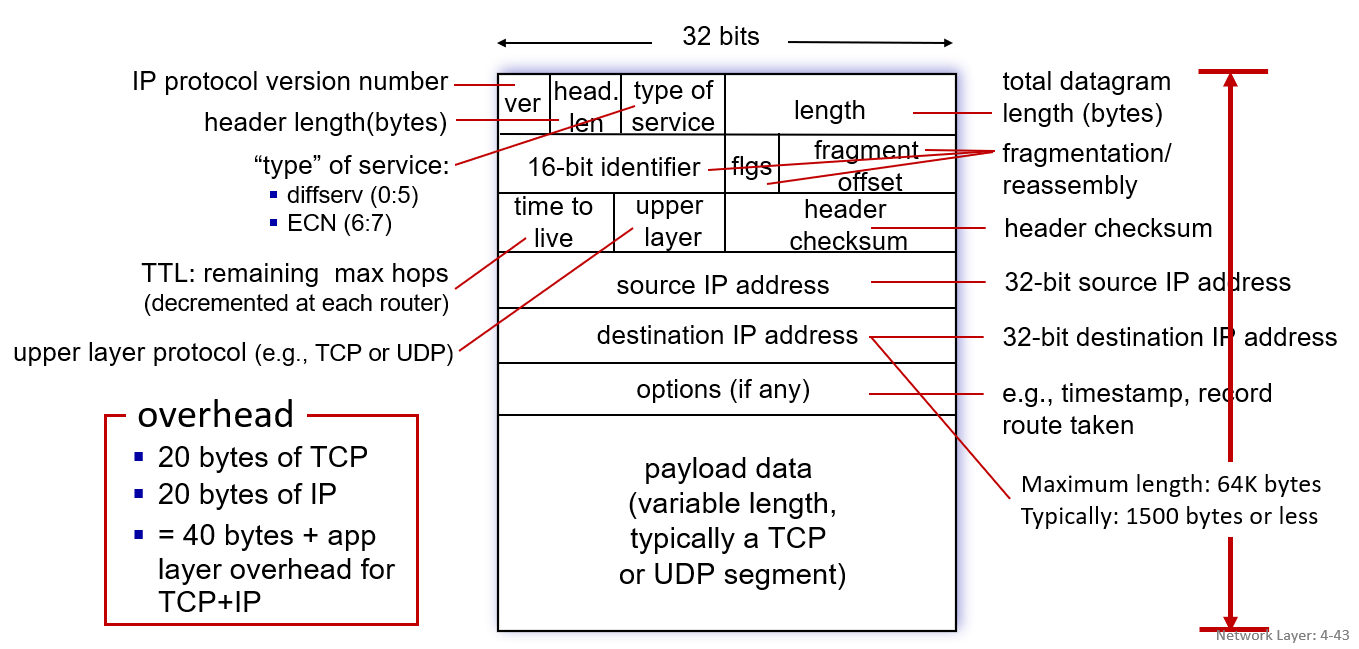 32 bits
IP protocol version number
header length(bytes)
“type” of service:
▪ diffserv (0:5)
▪ ECN (6:7)
TTL: remaining max hops
(decremented at each router)
upper layer protocol (e.g., TCP or UDP)
overhead
▪ 20 bytes of TCP
▪ 20 bytes of IP
▪ = 40 bytes + app
layer overhead for
TCP+IP
ver
head.
len
type of
service
length
16-bit identifier
flgs
fragment
offset
time to
live
upper
layer
header
checksum
source IP address
destination IP address
options (if any)
payload data
(variable length,
typically a TCP
or UDP segment)
total datagram
length (bytes)
fragmentation/
reassembly
header checksum
32-bit source IP address
32-bit destination IP address
e.g., timestamp, record
route taken
Maximum length: 64K bytes
Typically: 1500 bytes or less
Network Layer: 4-43